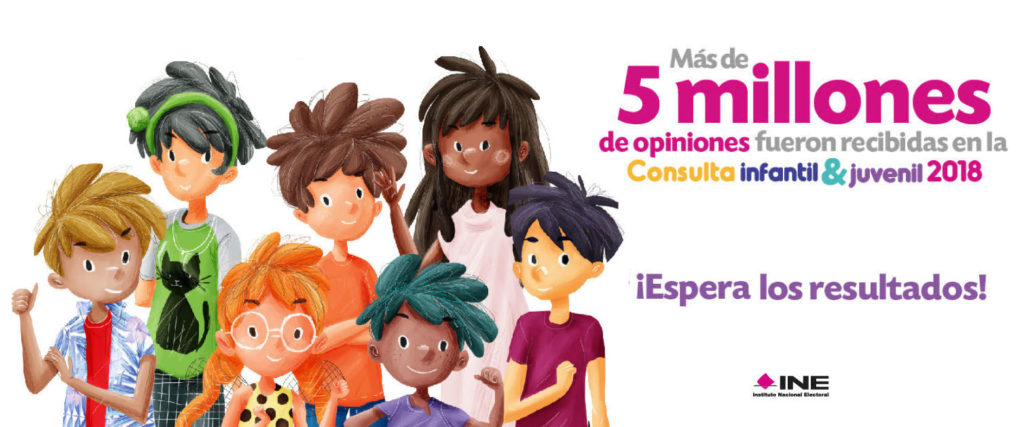 Más de
5 millones
de opiniones fueron recibidas en la
Consulta infantil & juvenil 2018
¡Espera los resultados!
INE
Instituto Nacional Electoral